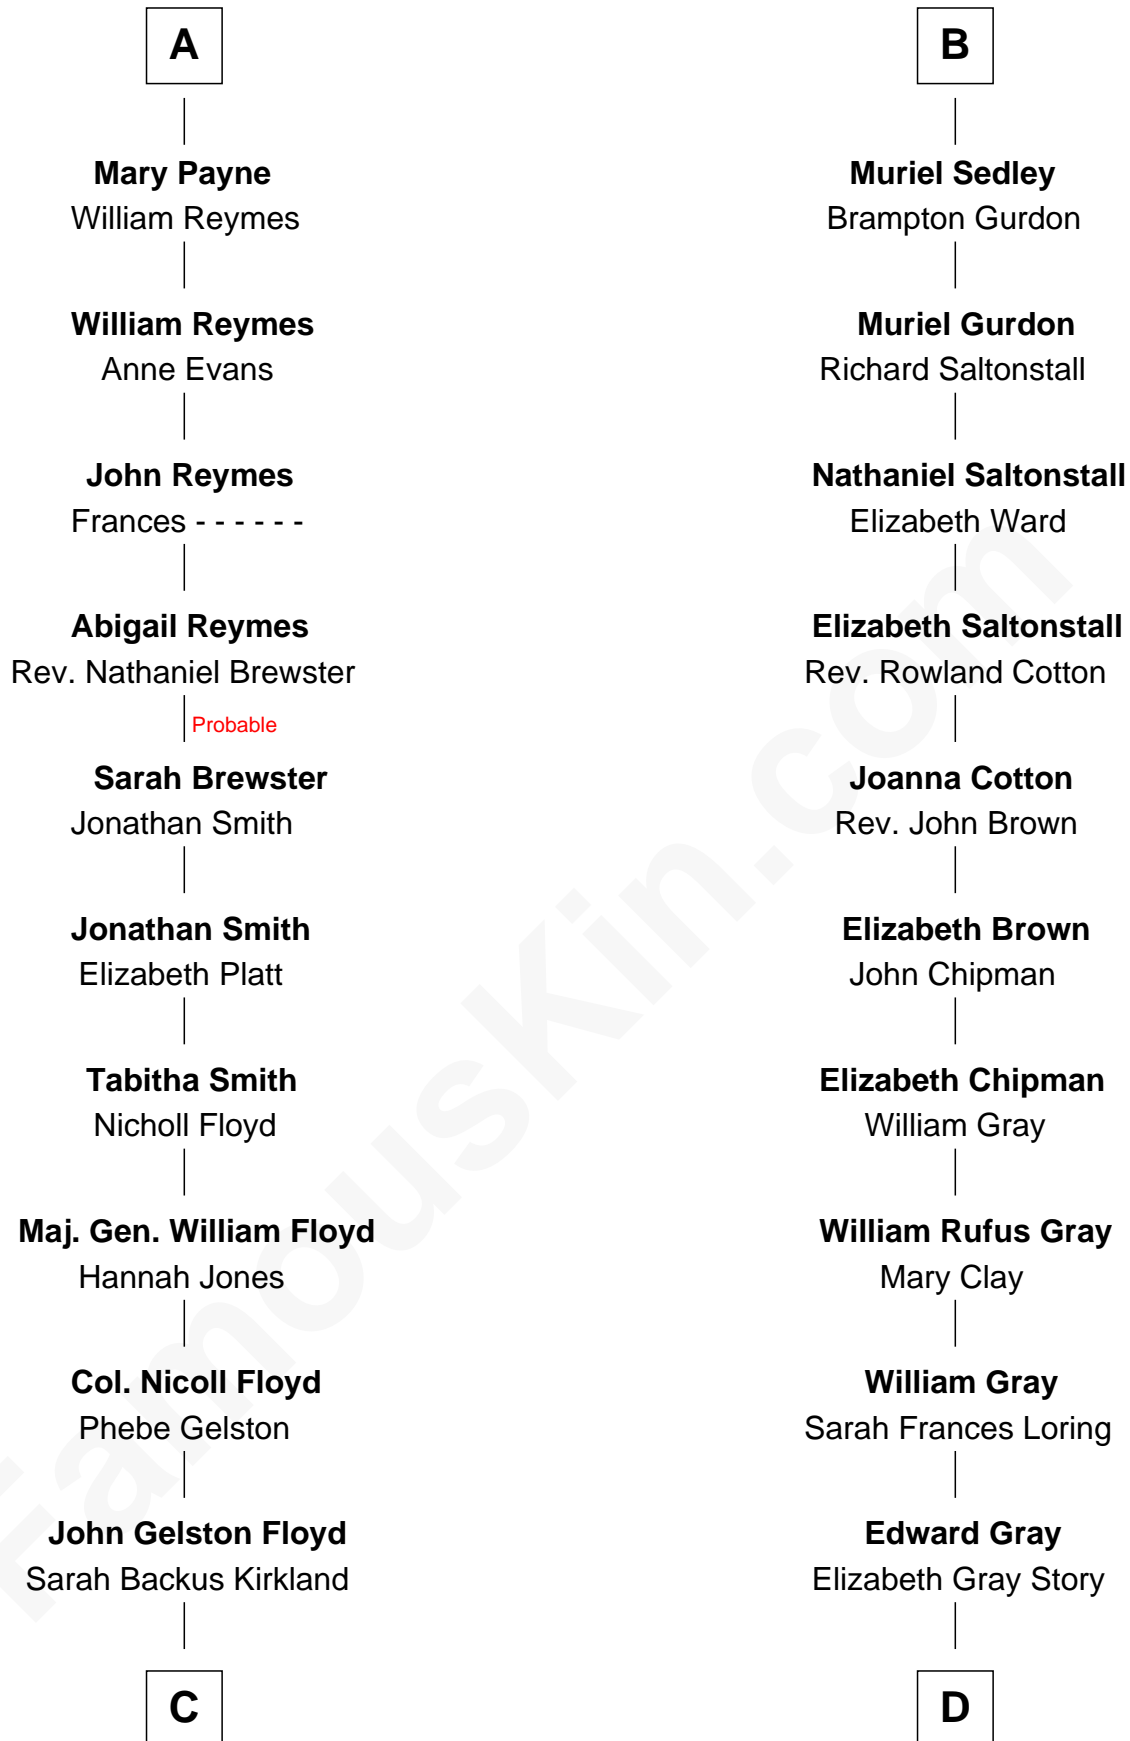 A
Mary Payne
William Reymes
William Reymes
Anne Evans
John Reymes
Frances - - - - - -
Abigail Reymes
Rev. Nathaniel Brewster
Probable
Sarah Brewster
Jonathan Smith
Jonathan Smith
Elizabeth Platt
Tabitha Smith
Nicholl Floyd
Maj. Gen. William Floyd
Hannah Jones
Col. Nicoll Floyd
Phebe Gelston
John Gelston Floyd
Sarah Backus Kirkland
C
B
Muriel Sedley
Brampton Gurdon
Muriel Gurdon
Richard Saltonstall
Nathaniel Saltonstall
Elizabeth Ward
Elizabeth Saltonstall
Rev. Rowland Cotton
Joanna Cotton
Rev. John Brown
Elizabeth Brown
John Chipman
Elizabeth Chipman
William Gray
William Rufus Gray
Mary Clay
William Gray
Sarah Frances Loring
Edward Gray
Elizabeth Gray Story
D
FamousKin.com